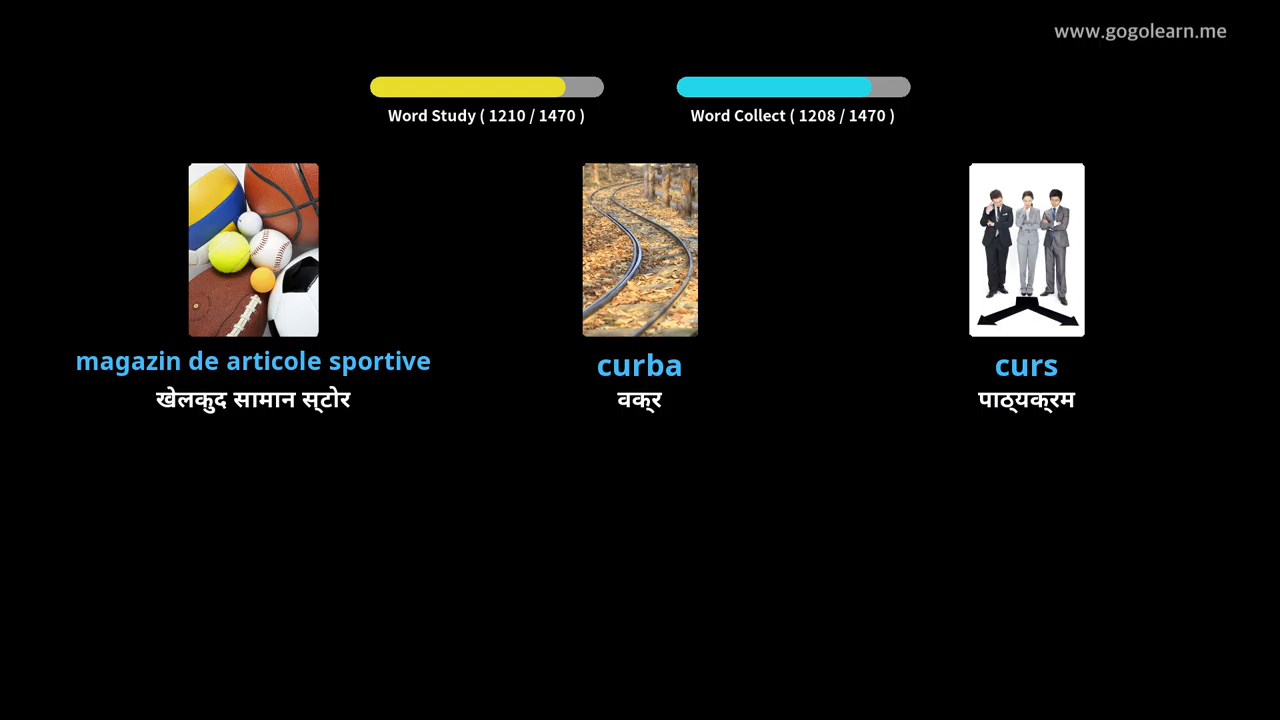 www.gogolearn.me
Word Study ( 1210 / 1470 )
Word Collect ( 1208 / 1470 )
magazin de articole sportive
curba
curs
खेलकुद सामान स्टोर
वक्र
पाठ्यक्रम